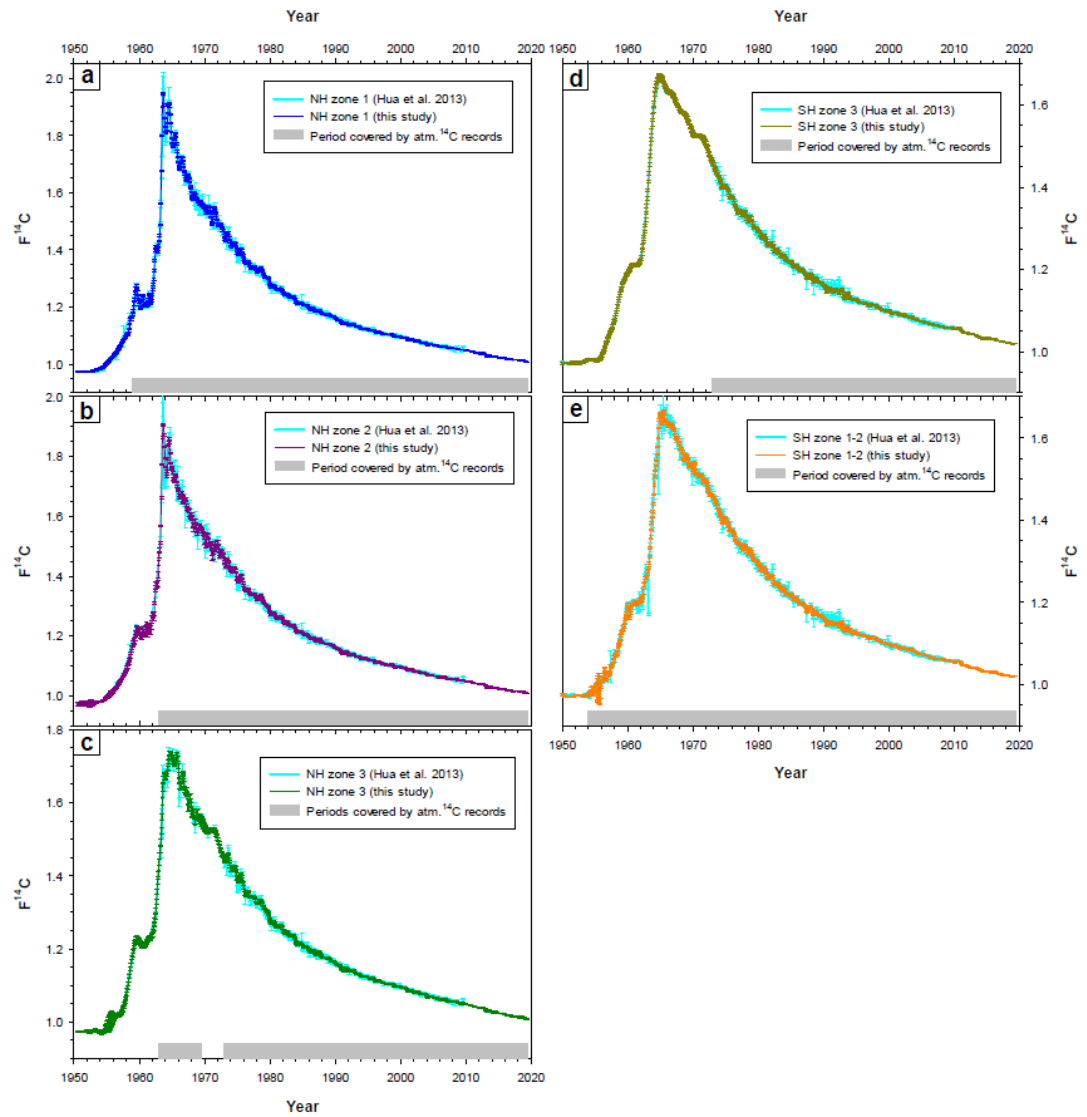 Year
1950 1960 1970 1980 1990 2000 2010 2020
a
2.0
1.8
1.6
1.4
1.2
1.0
F¹⁴C
NH zone 1 (Hua et al. 2013)
NH zone 1 (this study)
Period covered by atm.¹⁴C records
b
2.0
1.8
1.6
1.4
1.2
1.0
F¹⁴C
NH zone 2 (Hua et al. 2013)
NH zone 2 (this study)
Period covered by atm.¹⁴C records
c
1.8
1.6
1.4
1.2
1.0
F¹⁴C
NH zone 3 (Hua et al. 2013)
NH zone 3 (this study)
Periods covered by atm.¹⁴C records
1950 1960 1970 1980 1990 2000 2010 2020
Year
Year
1950 1960 1970 1980 1990 2000 2010 2020
d
SH zone 3 (Hua et al. 2013)
SH zone 3 (this study)
Period covered by atm.¹⁴C records
1.6
1.4
1.2
1.0
F¹⁴C
e
SH zone 1-2 (Hua et al. 2013)
SH zone 1-2 (this study)
Period covered by atm.¹⁴C records
1.6
1.4
1.2
1.0
F¹⁴C
1950 1960 1970 1980 1990 2000 2010 2020
Year